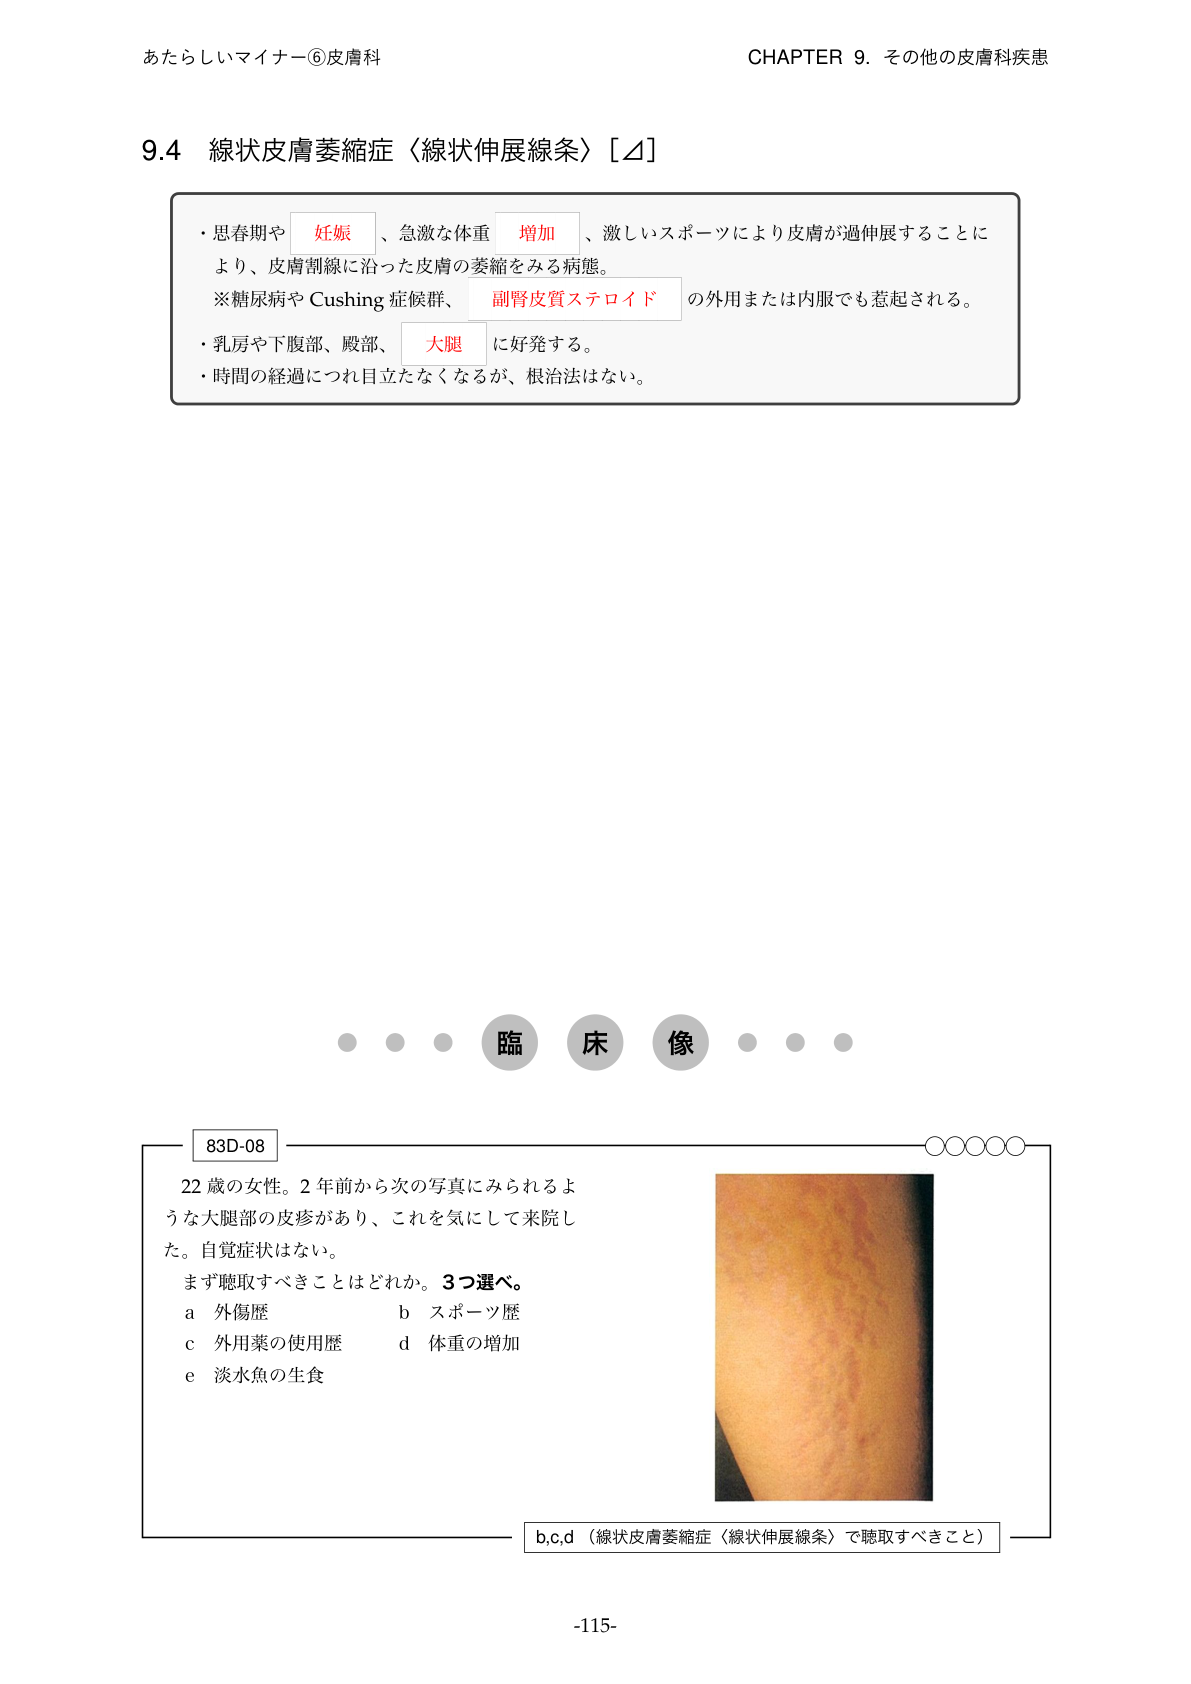 あたらしいマイナー⑥皮膚科
CHAPTER 9. その他の皮膚科疾患
9.4 線状皮膚萎縮症〈線状伸展線条〉[⊿]
・思春期や 妊娠 、急激な体重 増加 、激しいスポーツにより皮膚が過伸展することに
より、皮膚割線に沿った皮膚の萎縮をみる病態。
※糖尿病や Cushing 症候群、 副腎皮質ステロイド の外用または内服でも惹起される。
・乳房や下腹部、殿部、 大腿 に好発する。
・時間の経過につれ目立たなくなるが、根治法はない。
臨 床 像
83D-08
22 歳の女性。2 年前から次の写真にみられるよ
うな大腿部の皮疹があり、これを気にして来院し
た。自覚症状はない。
まず聴取すべきことはどれか。3つ選べ。
a 外傷歴 b スポーツ歴
c 外用薬の使用歴 d 体重の増加
e 淡水魚の生食
b,c,d （線状皮膚萎縮症〈線状伸展線条〉で聴取すべきこと）
-115-